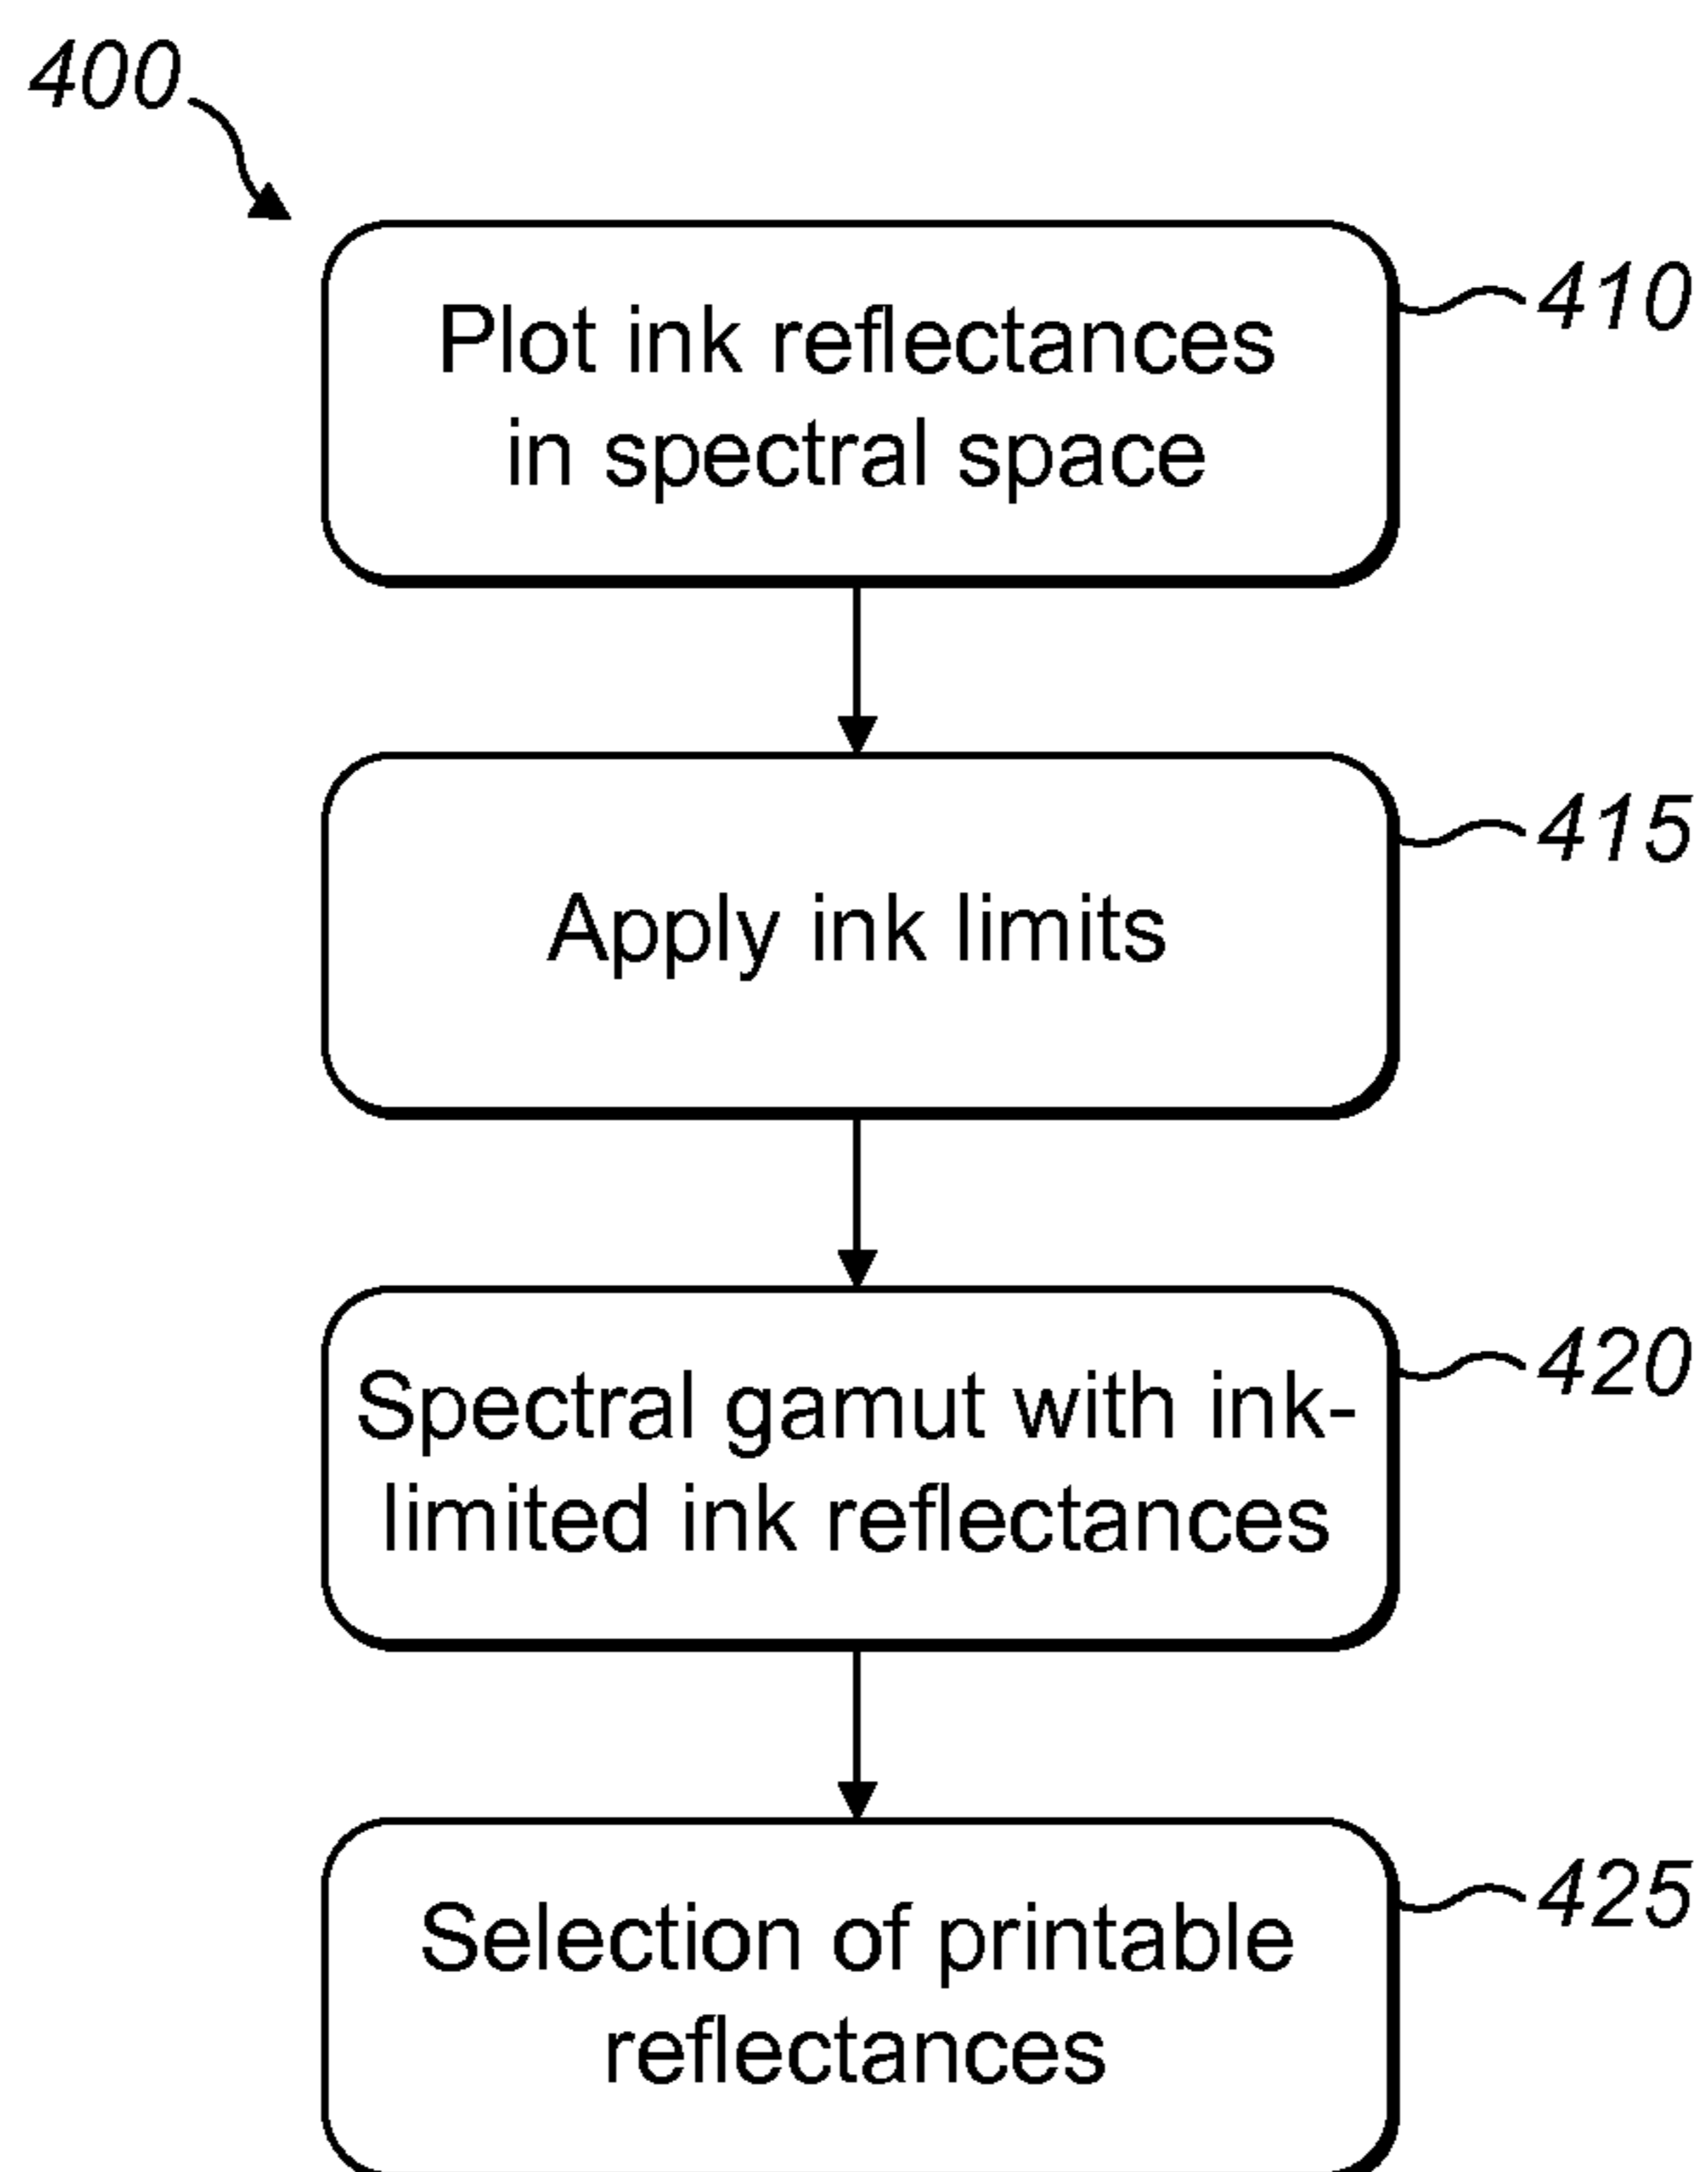 400
Plot ink reflectances
in spectral space
410
Apply ink limits
415
Spectral gamut with ink-
limited ink reflectances
420
Selection of printable
reflectances
425